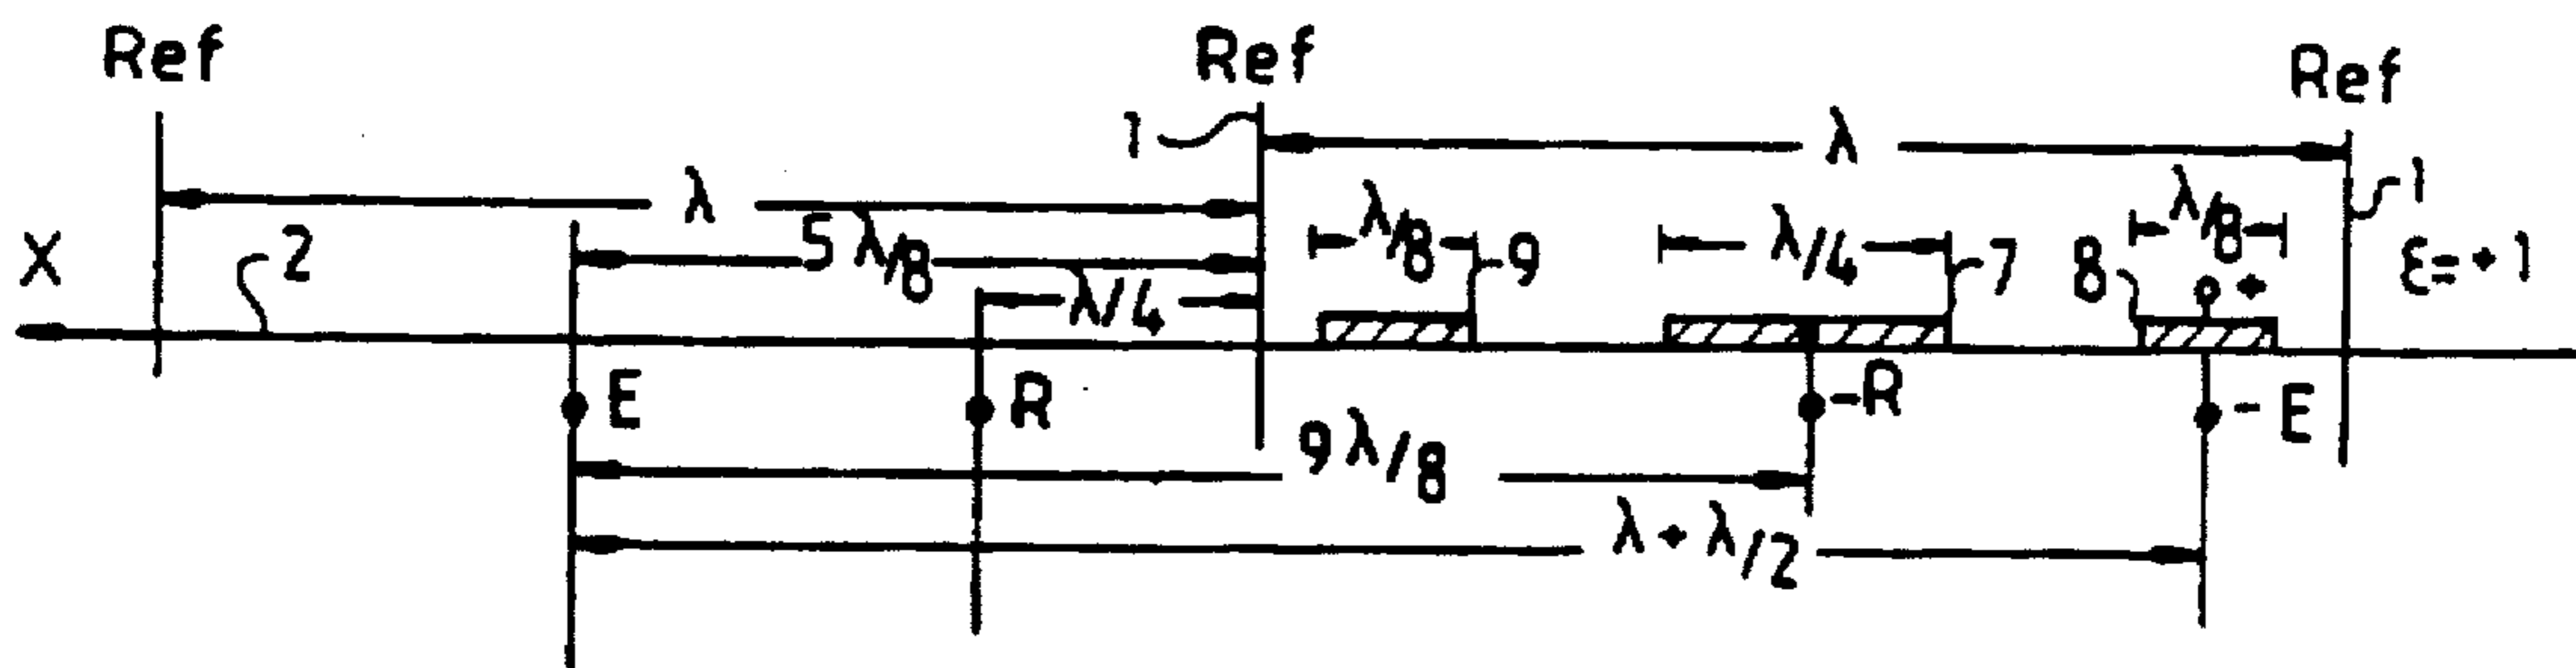 Ref Ref Ref
1 λ
λ λ/8 λ/4 λ/8 1
X 2 5λ/8 9 7 8 + ε=+1
λ/4
E R -R -E
9λ/8
λ+λ/2